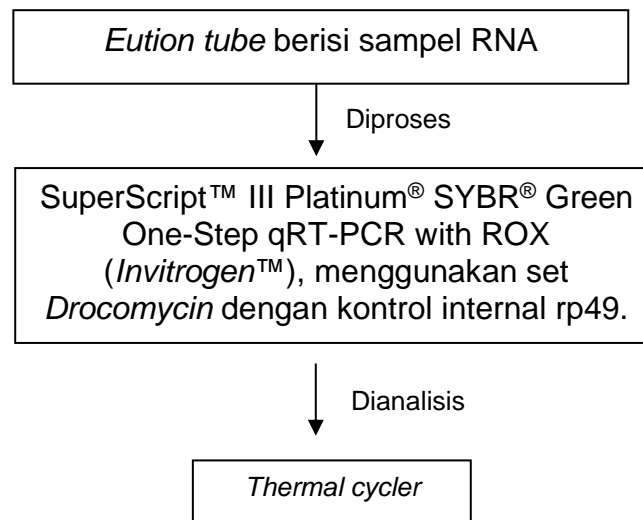 Eution tube berisi sampel RNA
Diproses
SuperScript™ III Platinum® SYBR® Green
One-Step qRT-PCR with ROX
(Invitrogen™), menggunakan set
Drocomycin dengan kontrol internal rp49.
Dianalisis
Thermal cycler